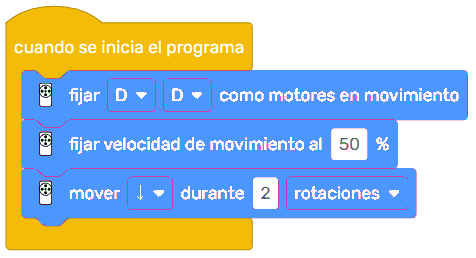 cuando se inicia el programa
fijar D D como motores en movimiento
fijar velocidad de movimiento al 50 %
mover ↓ durante 2 rotaciones